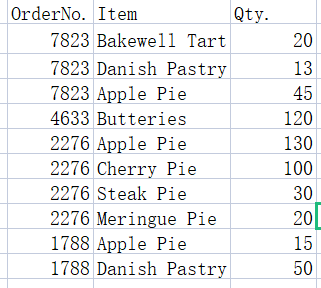 OrderNo. Item Qty.
7823 Bakewell Tart 20
7823 Danish Pastry 13
7823 Apple Pie 45
4633 Butteries 120
2276 Apple Pie 130
2276 Cherry Pie 100
2276 Steak Pie 30
2276 Meringue Pie 20
1788 Apple Pie 15
1788 Danish Pastry 50